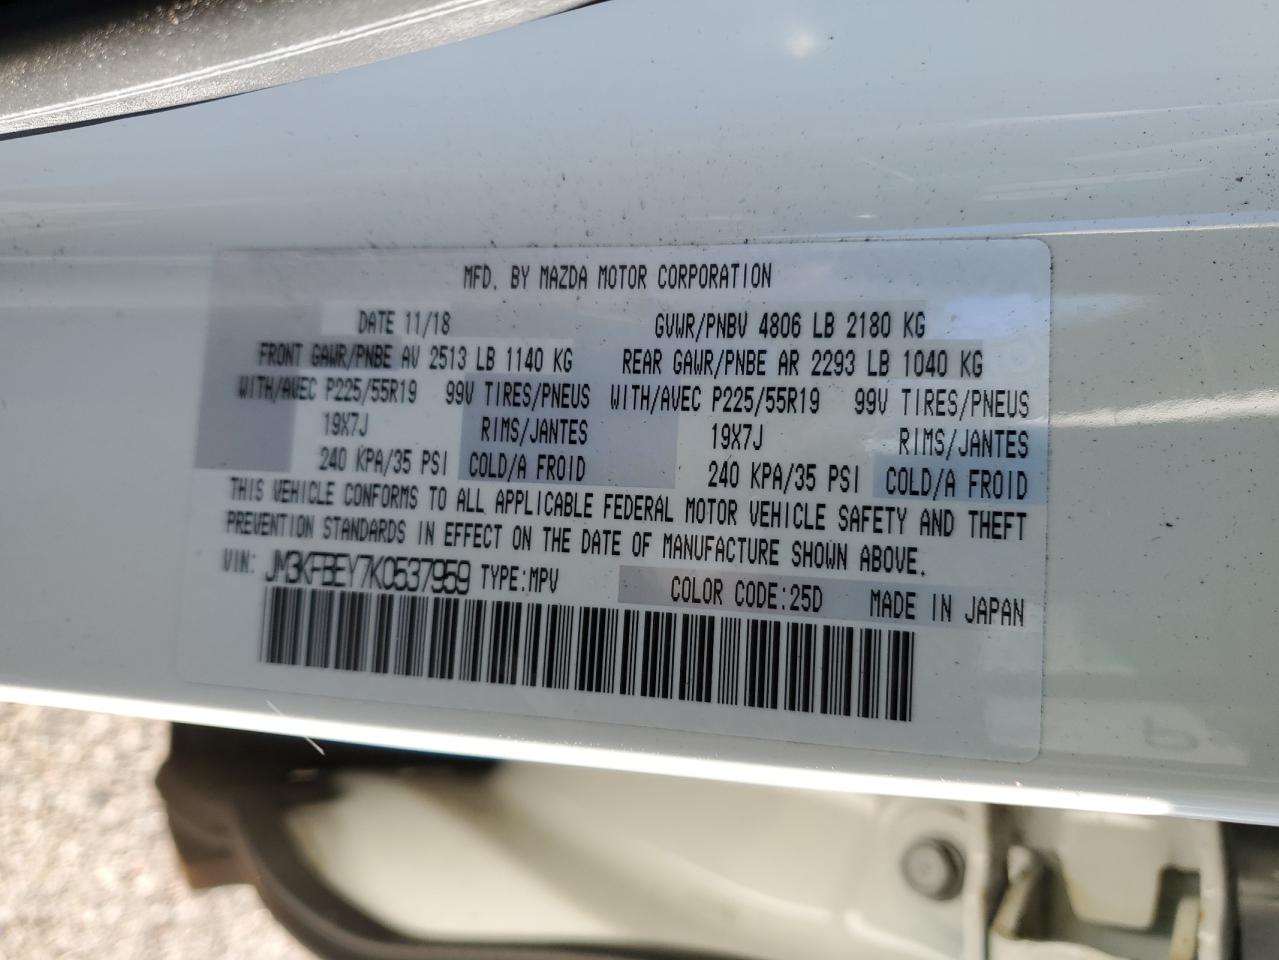 MFD. BY MAZDA MOTOR CORPORATION
DATE 11/18 GVWR/PNBV 4806 LB 2180 KG
FRONT GAWR/PNBE AV 2513 LB 1140 KG REAR GAWR/PNBE AR 2293 LB 1040 KG
WITH/AVEC P225/55R19 99V TIRES/PNEUS WITH/AVEC P225/55R19 99V TIRES/PNEUS
19X7J RIMS/JANTES 19X7J RIMS/JANTES
240 KPA/35 PSI COLD/A FROID 240 KPA/35 PSI COLD/A FROID
THIS VEHICLE CONFORMS TO ALL APPLICABLE FEDERAL MOTOR VEHICLE SAFETY AND THEFT
PREVENTION STANDARDS IN EFFECT ON THE DATE OF MANUFACTURE SHOWN ABOVE.
VIN: JM3KFBEY7K0537959 TYPE:MPV COLOR CODE:25D MADE IN JAPAN